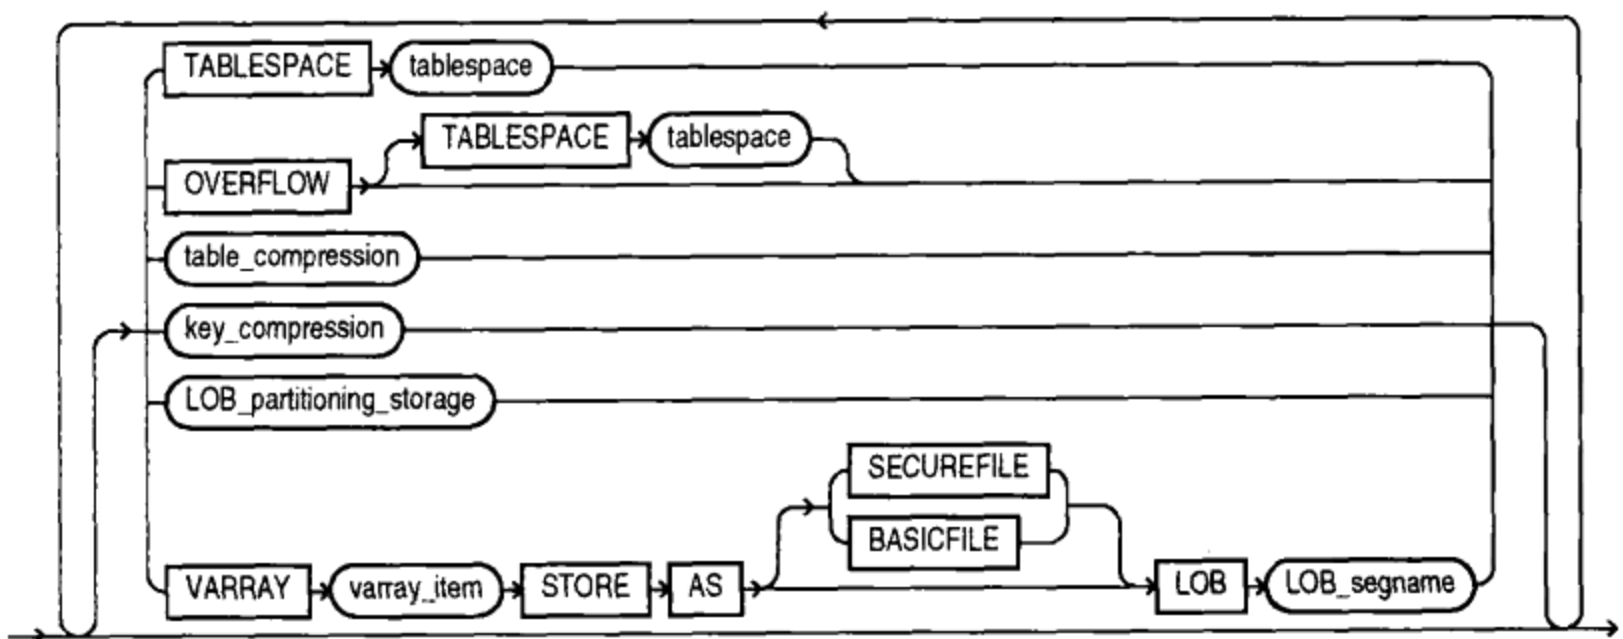 TABLESPACE tablespace
TABLESPACE tablespace
OVERFLOW
table_compression
key_compression
LOB_partitioning_storage
SECUREFILE
BASICFILE
VARRAY varray_item STORE AS LOB LOB_segname